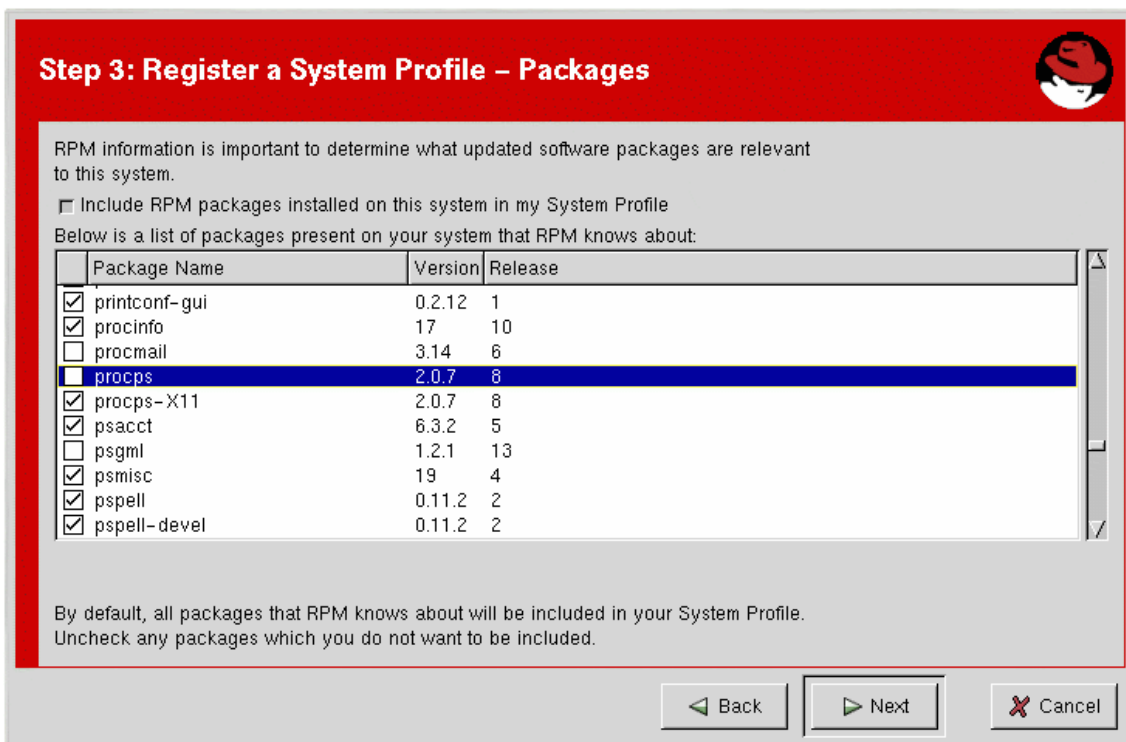 Step 3: Register a System Profile – Packages
RPM information is important to determine what updated software packages are relevant
to this system.
Include RPM packages installed on this system in my System Profile
Below is a list of packages present on your system that RPM knows about:
Package Name Version Release
printconf-gui 0.2.12 1
procinfo 17 10
procmail 3.14 6
procps 2.0.7 8
procps-X11 2.0.7 8
psacct 6.3.2 5
psgml 1.2.1 13
psmisc 19 4
pspell 0.11.2 2
pspell-devel 0.11.2 2
By default, all packages that RPM knows about will be included in your System Profile.
Uncheck any packages which you do not want to be included.
Back Next Cancel